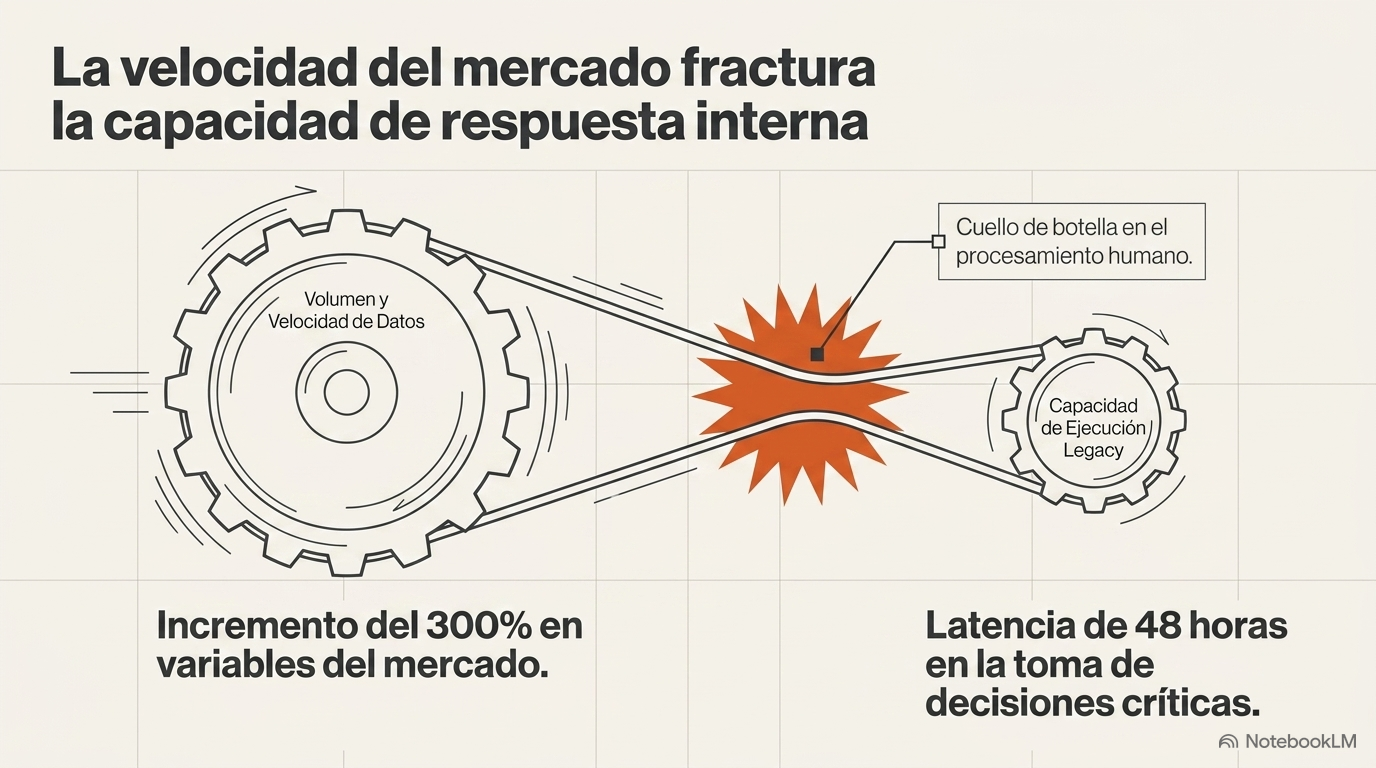 La velocidad del mercado fractura
la capacidad de respuesta interna
Cuello de botella en el
procesamiento humano.
Volumen y
Velocidad de Datos
Capacidad
de Ejecución
Legacy
Incremento del 300% en
variables del mercado.
Latencia de 48 horas
en la toma de
decisiones críticas.
NotebookLM